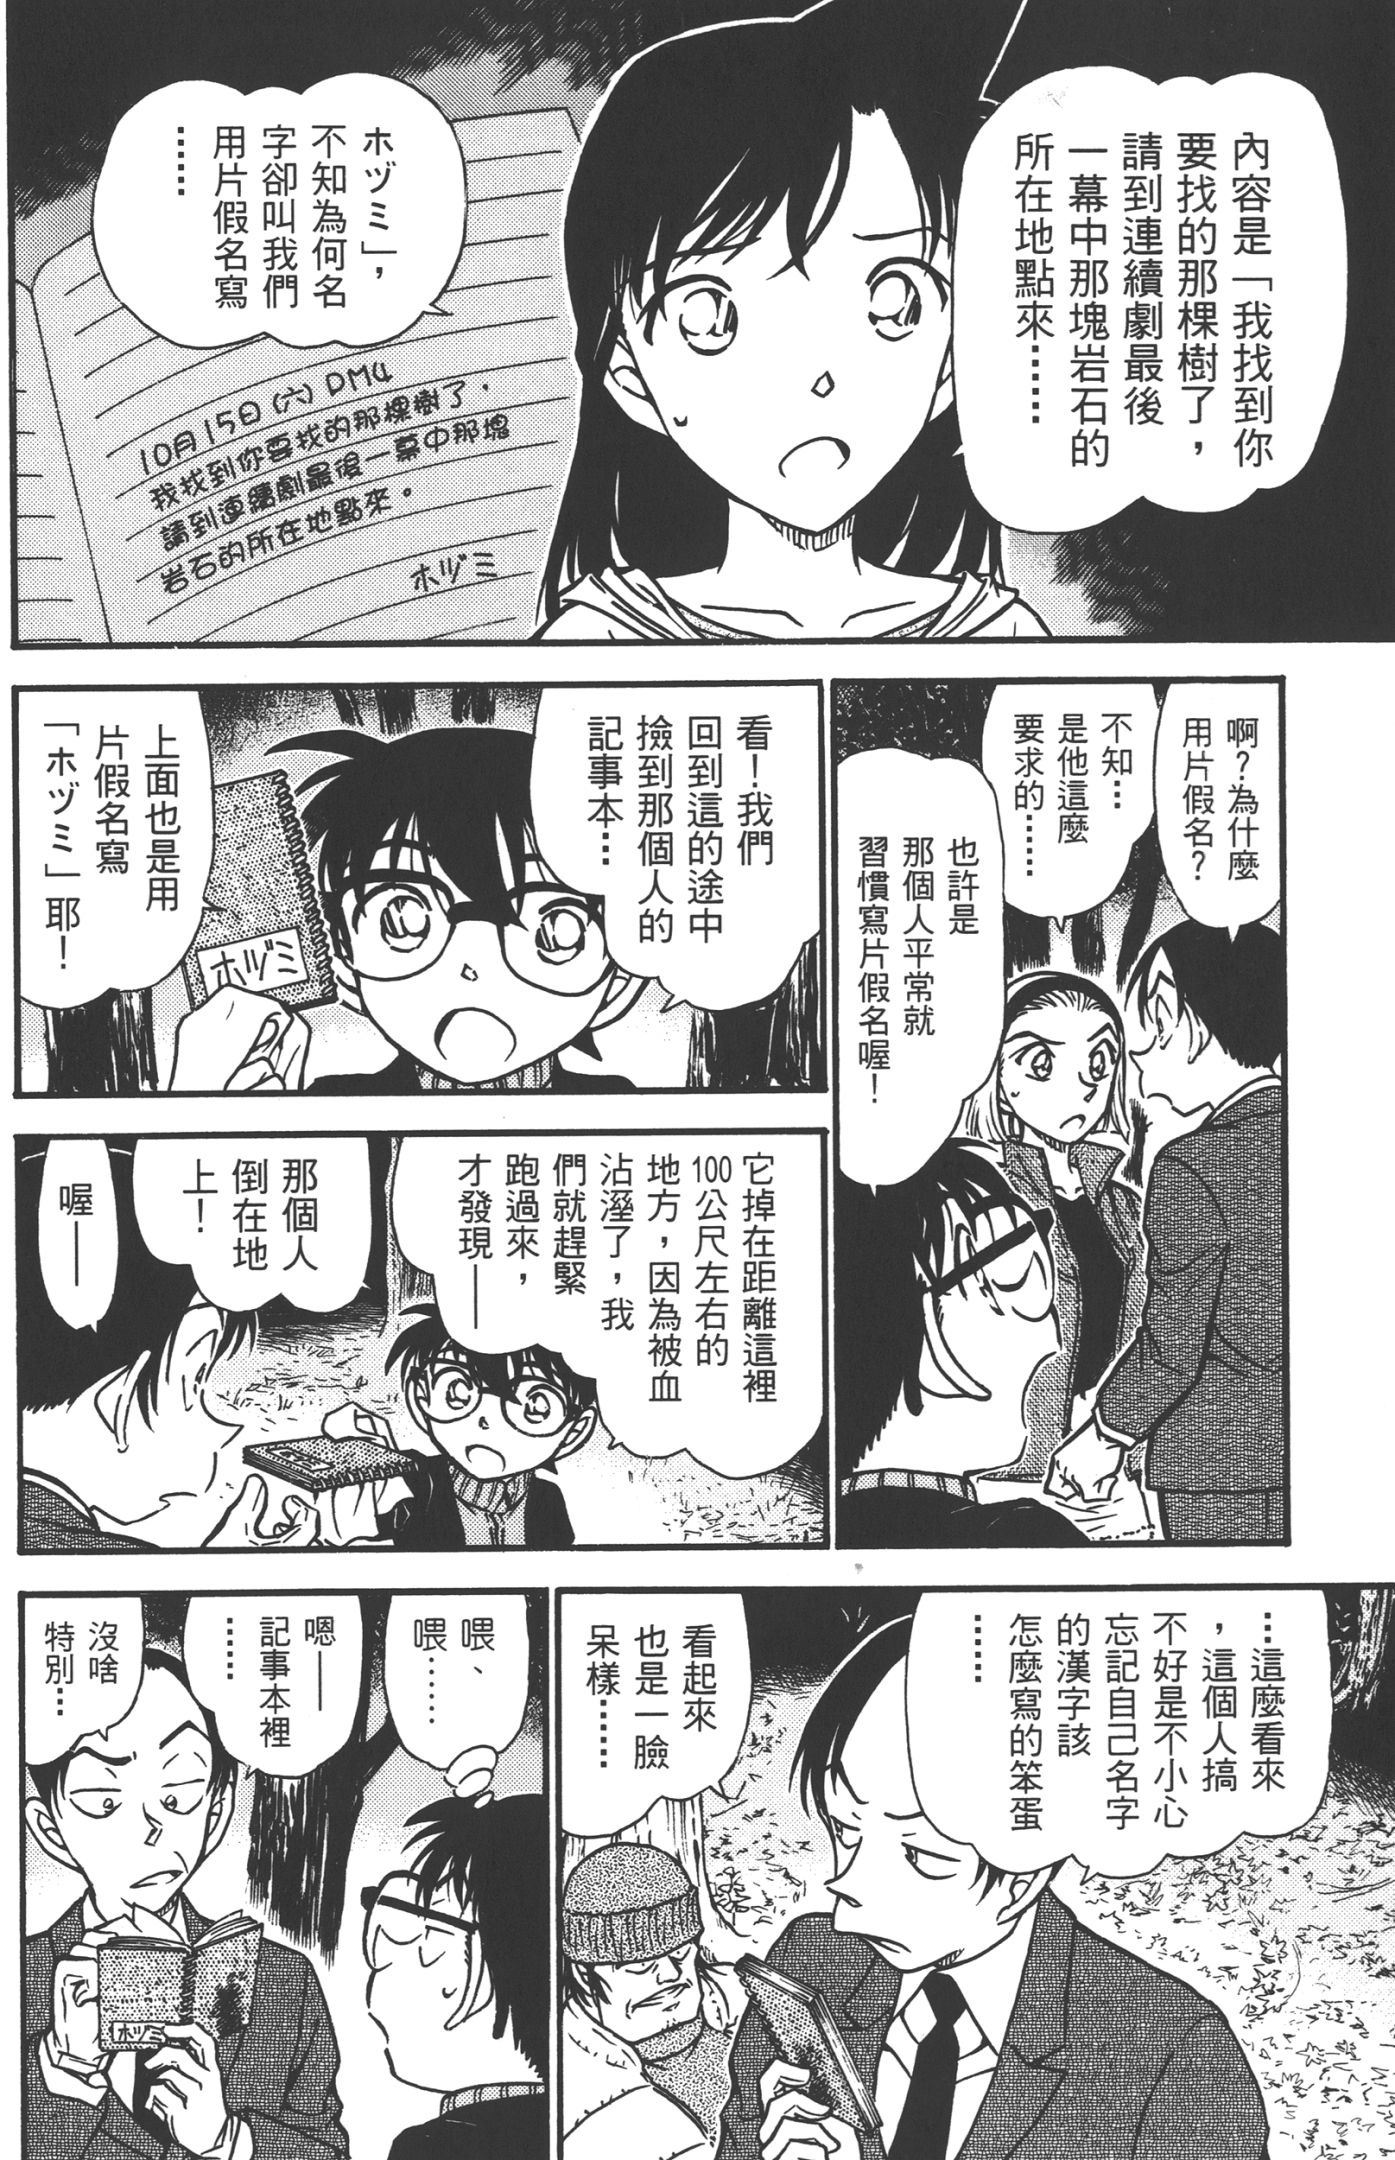 內容是「我找到你
要找的那棵樹了，
請到連續劇最後
一幕中那塊岩石的
所在地點來……
ホヅミ」，
不知為何名
字卻叫我們
用片假名寫
……
10月15日(六) DM4
我找到你要找的那棵樹了，
請到連續劇最後一幕中那塊
岩石的所在地點來。
ホヅミ
啊？為什麼
用片假名？
不知…
是他這麼
要求的……
也許是
那個人平常就
習慣寫片假名喔！
看！我們
回到這的途中
撿到那個人的
記事本…
上面也是用
片假名寫
「ホヅミ」耶！
ホヅミ
它掉在距離這裡
100公尺左右的
地方，因為被血
沾溼了，我
們就趕緊
跑過來，
才發現——
那個人
倒在地
上！
喔——
…這麼看來
，這個人搞
不好是不小心
忘記自己名字
的漢字該
怎麼寫的笨蛋
……
看起來
也是一臉
呆樣……
喂、
喂……
嗯——
記事本裡
……
沒啥
特別…
ホヅミ